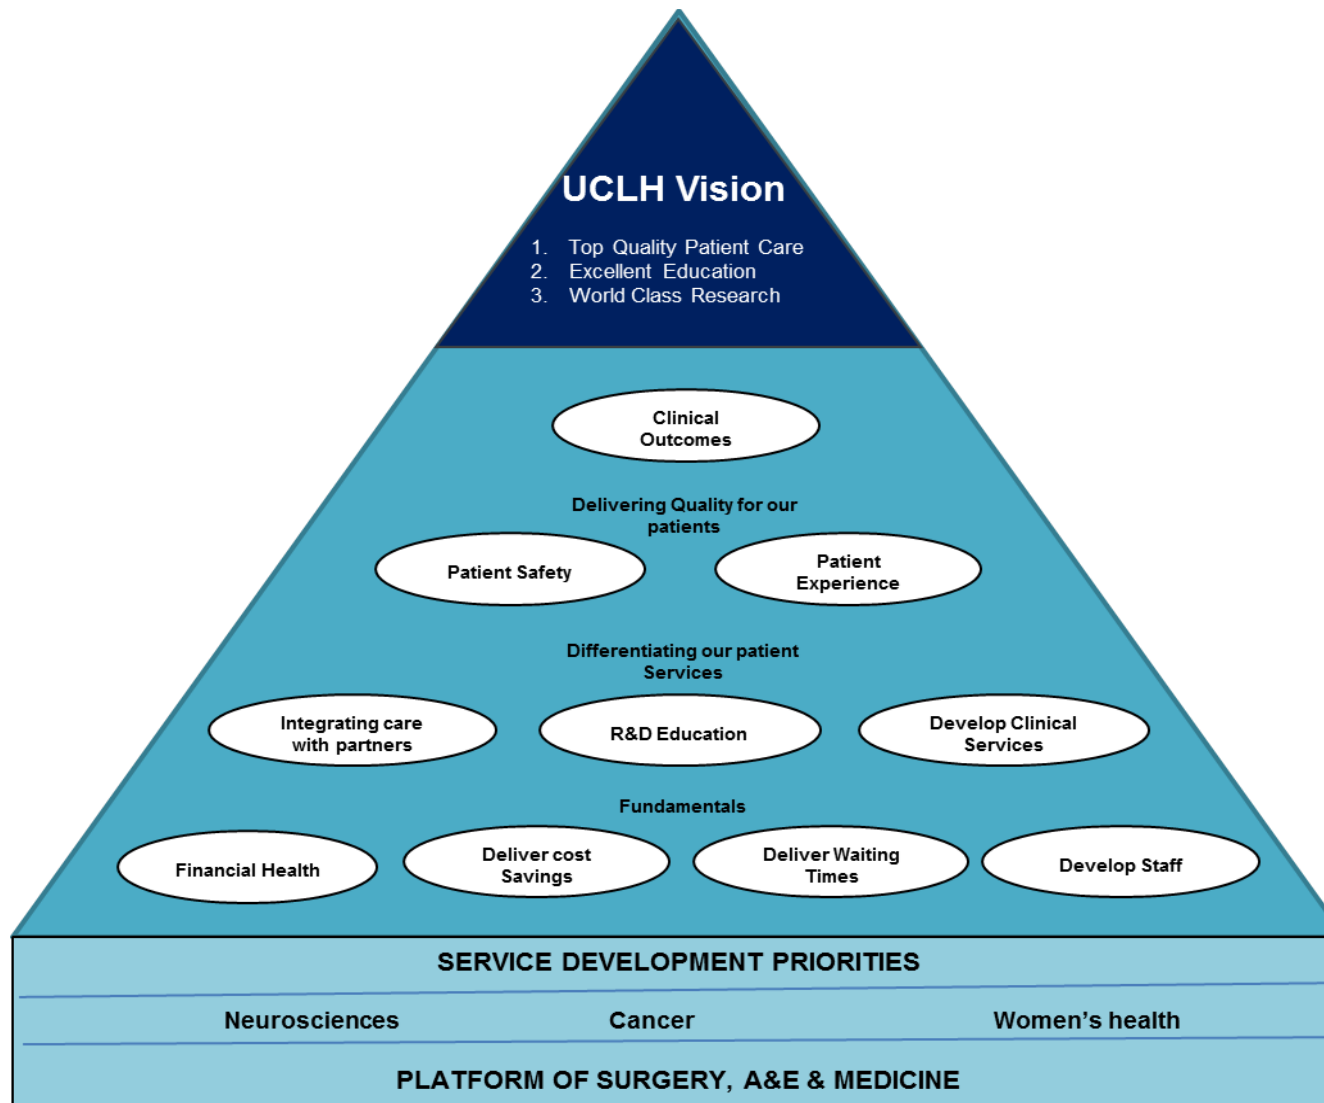 UCLH Vision
1. Top Quality Patient Care
2. Excellent Education
3. World Class Research
Clinical
Outcomes
Delivering Quality for our
patients
Patient Safety
Patient
Experience
Differentiating our patient
Services
Integrating care
with partners
R&D Education
Develop Clinical
Services
Fundamentals
Financial Health
Deliver cost
Savings
Deliver Waiting
Times
Develop Staff
SERVICE DEVELOPMENT PRIORITIES
Neurosciences Cancer Women's health
PLATFORM OF SURGERY, A&E & MEDICINE